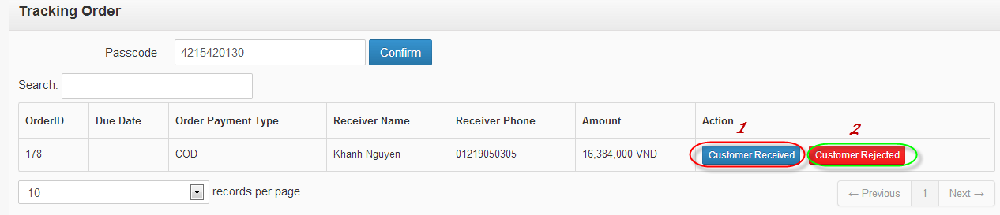 Tracking Order
Passcode 4215420130 Confirm
Search:
OrderID Due Date Order Payment Type Receiver Name Receiver Phone Amount Action
1 2
178 COD Khanh Nguyen 01219050305 16,384,000 VND Customer Received Customer Rejected
10 records per page ← Previous 1 Next →